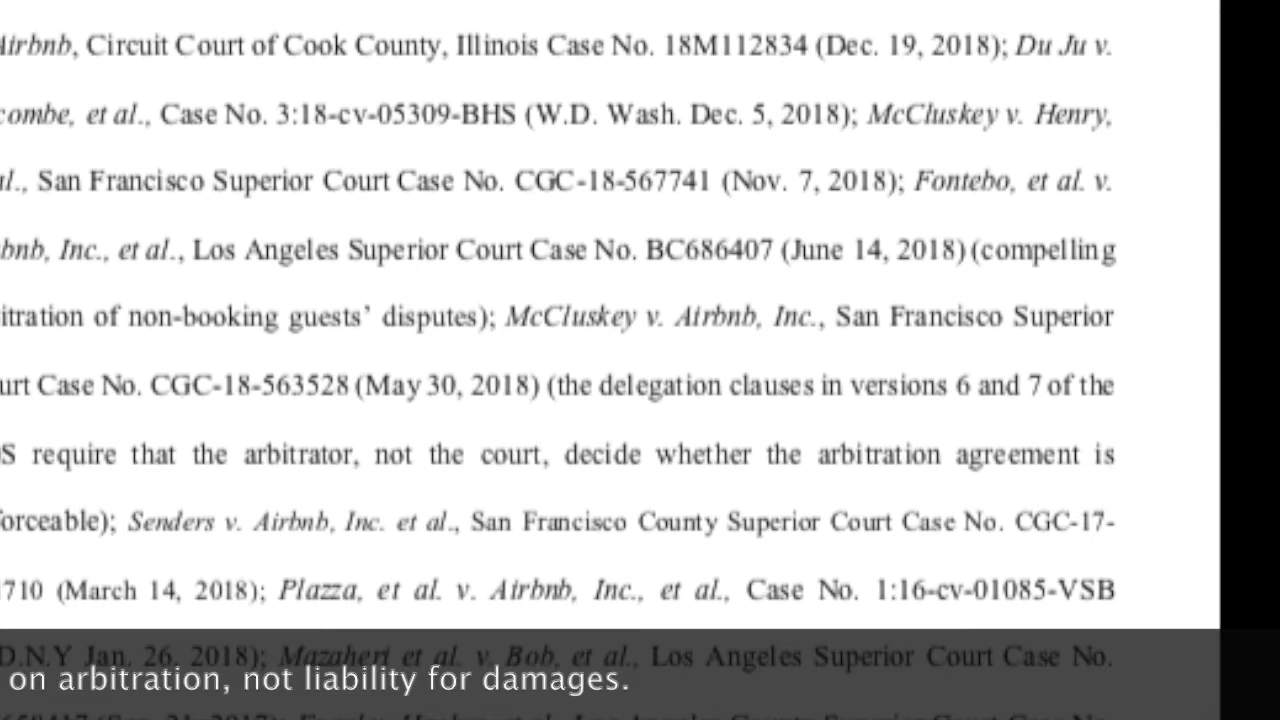 Airbnb, Circuit Court of Cook County, Illinois Case No. 18M112834 (Dec. 19, 2018); Du Ju v.
combe, et al., Case No. 3:18-cv-05309-BHS (W.D. Wash. Dec. 5, 2018); McCluskey v. Henry,
al., San Francisco Superior Court Case No. CGC-18-567741 (Nov. 7, 2018); Fontebo, et al. v.
bnb, Inc., et al., Los Angeles Superior Court Case No. BC686407 (June 14, 2018) (compelling
itration of non-booking guests' disputes); McCluskey v. Airbnb, Inc., San Francisco Superior
urt Case No. CGC-18-563528 (May 30, 2018) (the delegation clauses in versions 6 and 7 of the
S require that the arbitrator, not the court, decide whether the arbitration agreement is
forceable); Senders v. Airbnb, Inc. et al., San Francisco County Superior Court Case No. CGC-17-
710 (March 14, 2018); Plazza, et al. v. Airbnb, Inc., et al., Case No. 1:16-cv-01085-VSB
D.N.Y Jan. 26, 2018); Mazaheri et al. v. Bob, et al., Los Angeles Superior Court Case No.
on arbitration, not liability for damages.